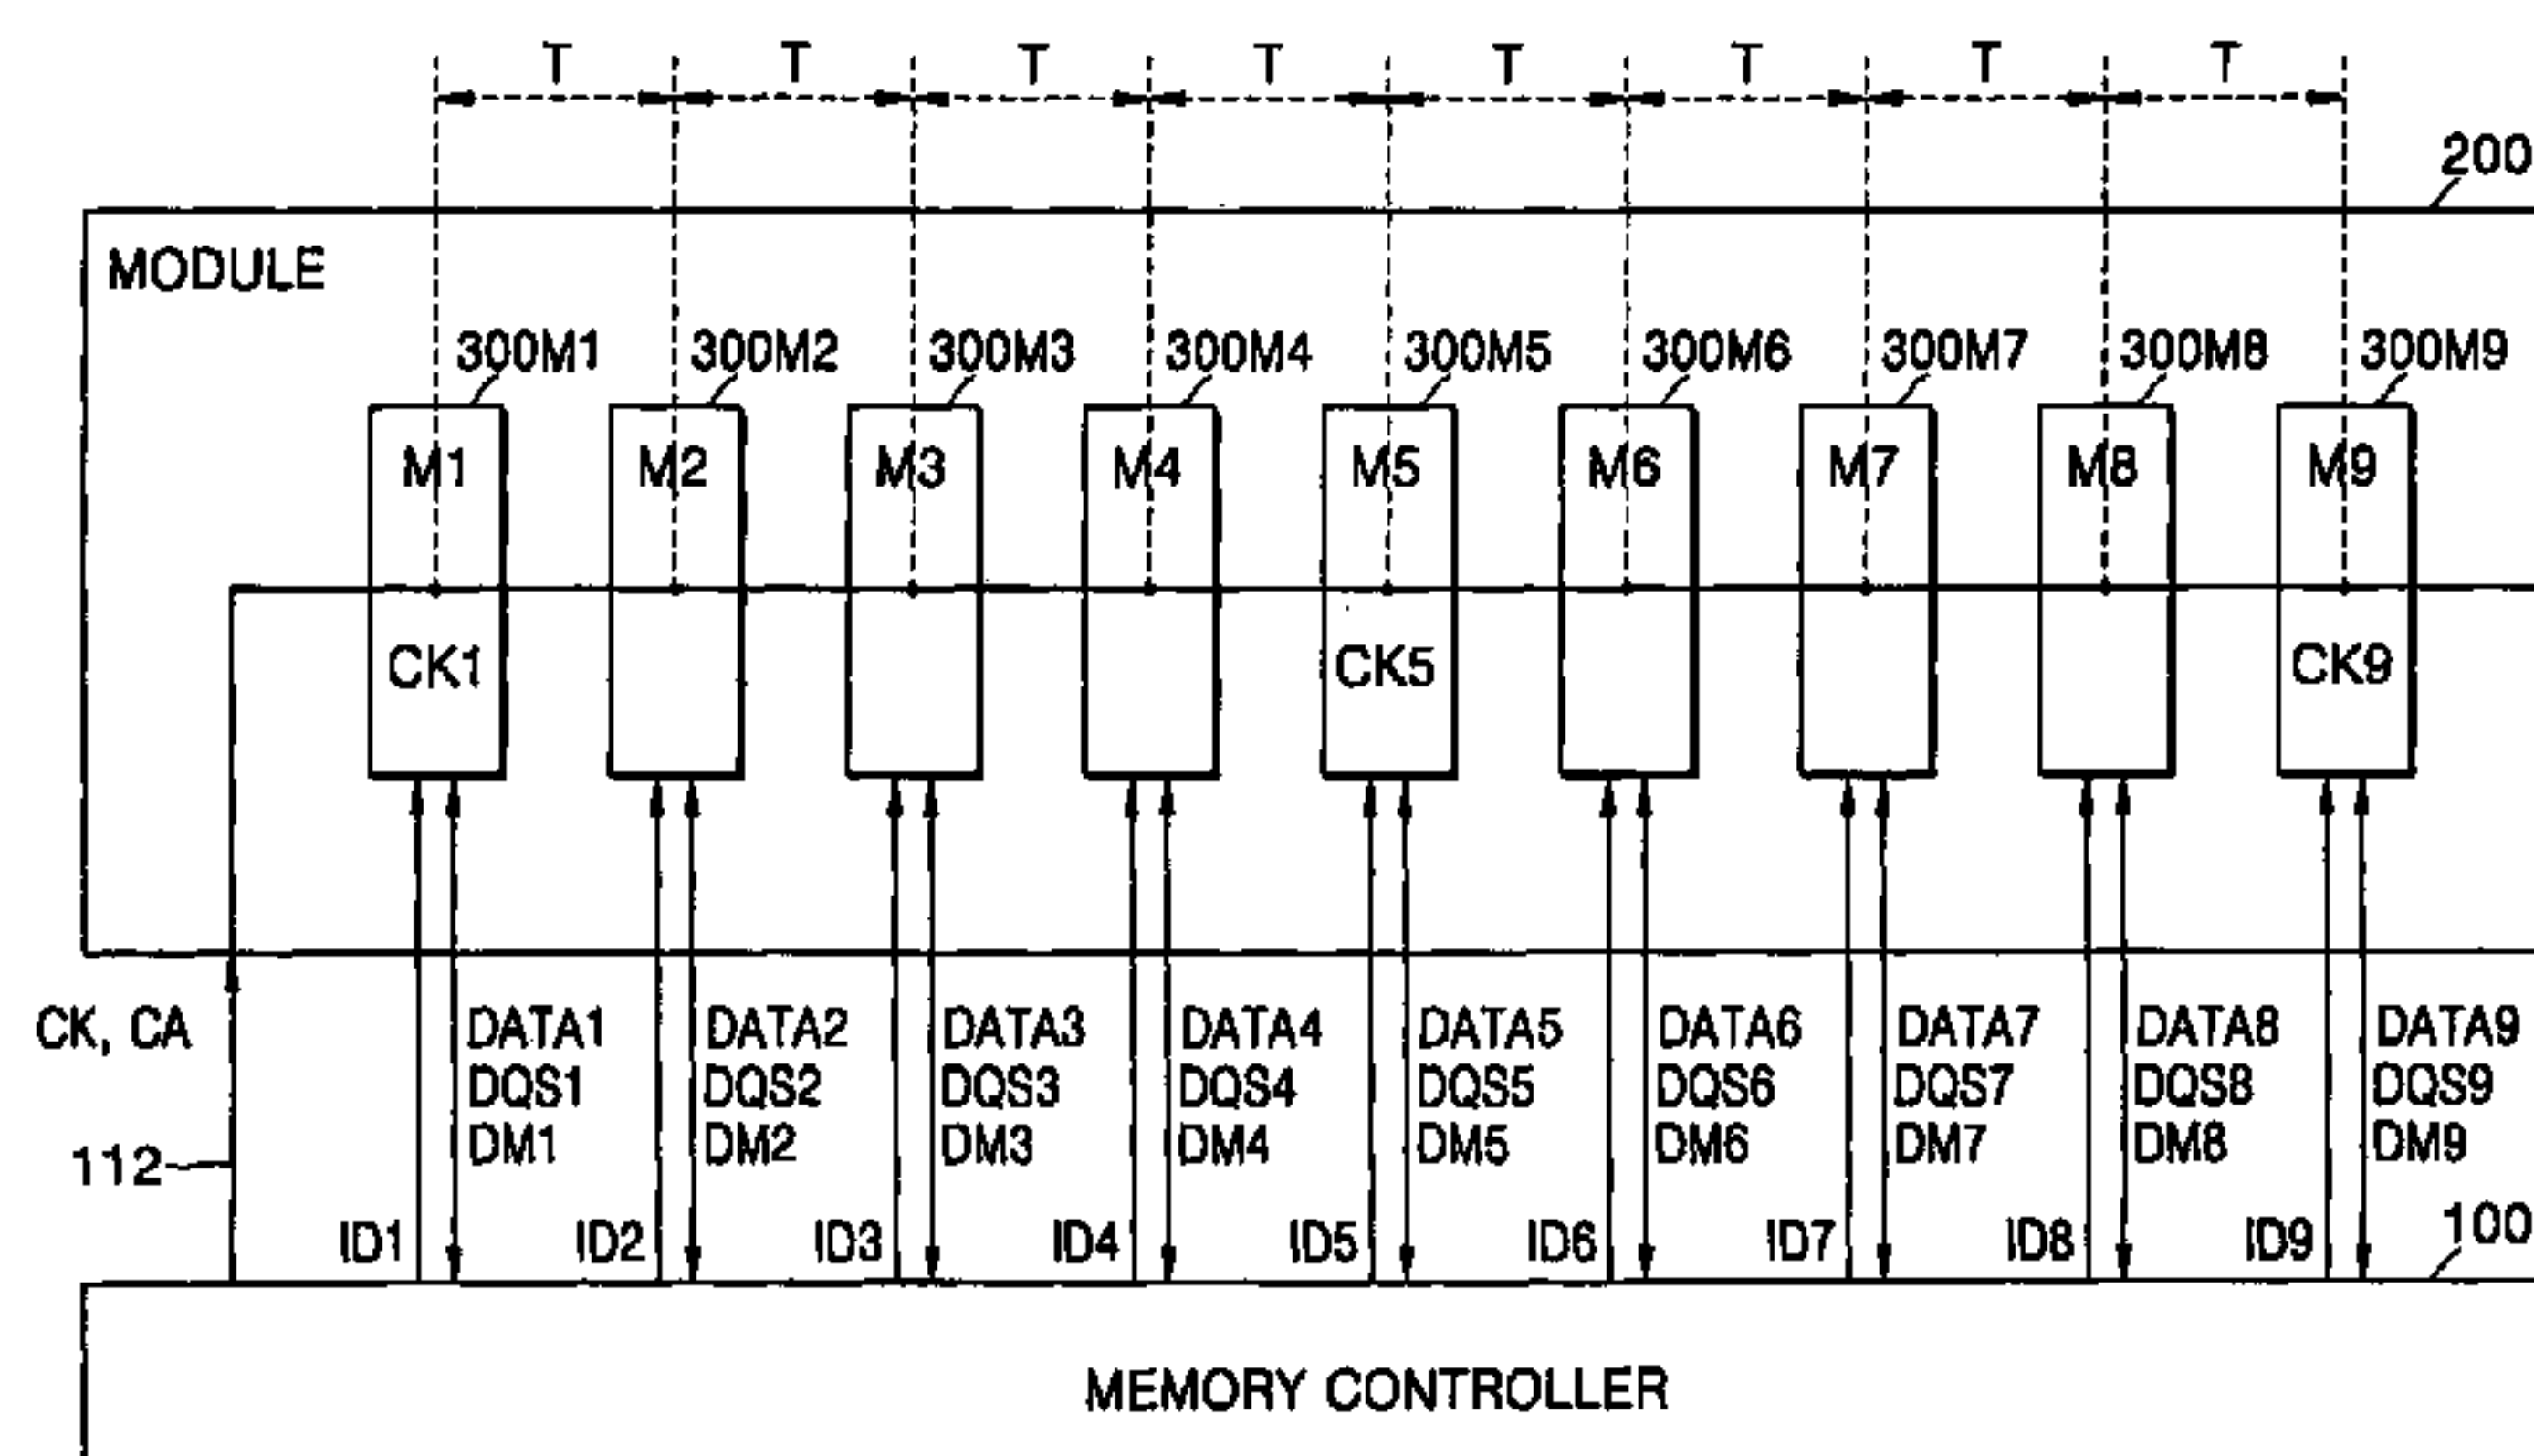 T T T T T T T T
200
MODULE
300M1 300M2 300M3 300M4 300M5 300M6 300M7 300M8 300M9
M1 M2 M3 M4 M5 M6 M7 M8 M9
CK1 CK5 CK9
CK, CA DATA1 DATA2 DATA3 DATA4 DATA5 DATA6 DATA7 DATA8 DATA9
DQS1 DQS2 DQS3 DQS4 DQS5 DQS6 DQS7 DQS8 DQS9
112 DM1 DM2 DM3 DM4 DM5 DM6 DM7 DM8 DM9
ID1 ID2 ID3 ID4 ID5 ID6 ID7 ID8 ID9 100
MEMORY CONTROLLER